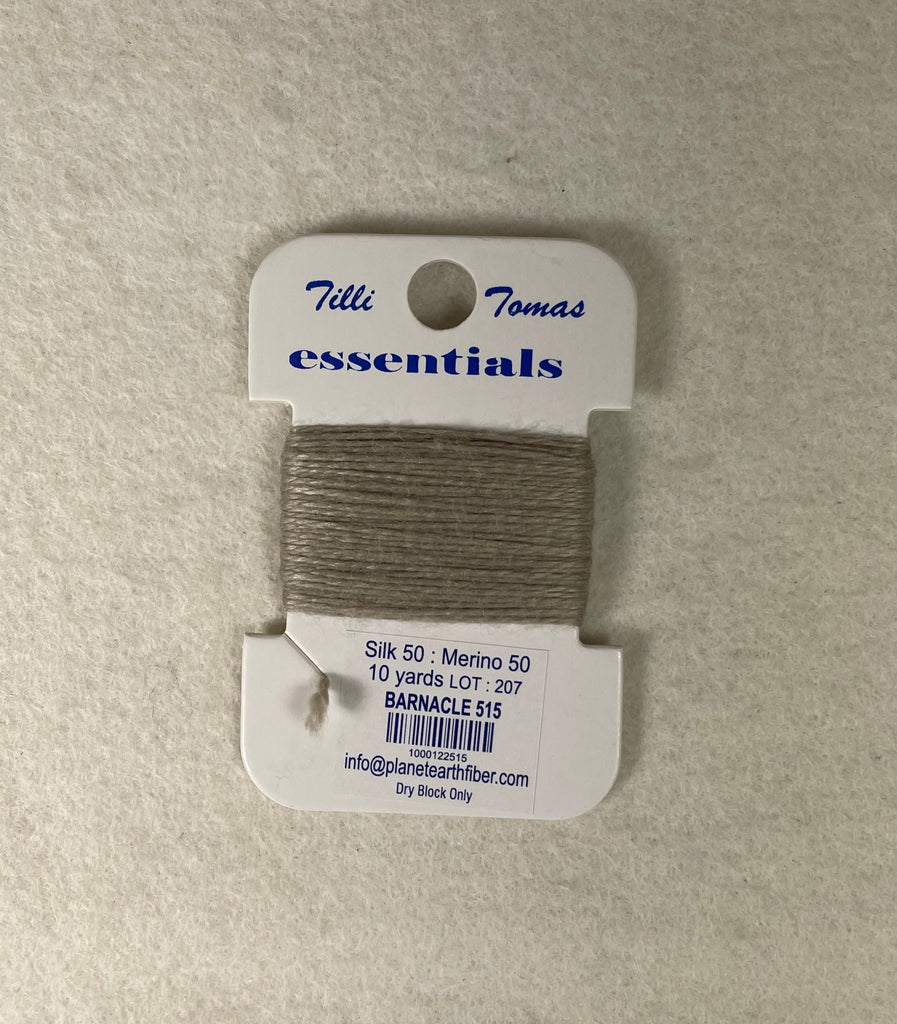 Tilli Tomas
essentials
Silk 50 : Merino 50
10 yards LOT : 207
BARNACLE 515
1000122515
info@planetearthfiber.com
Dry Block Only